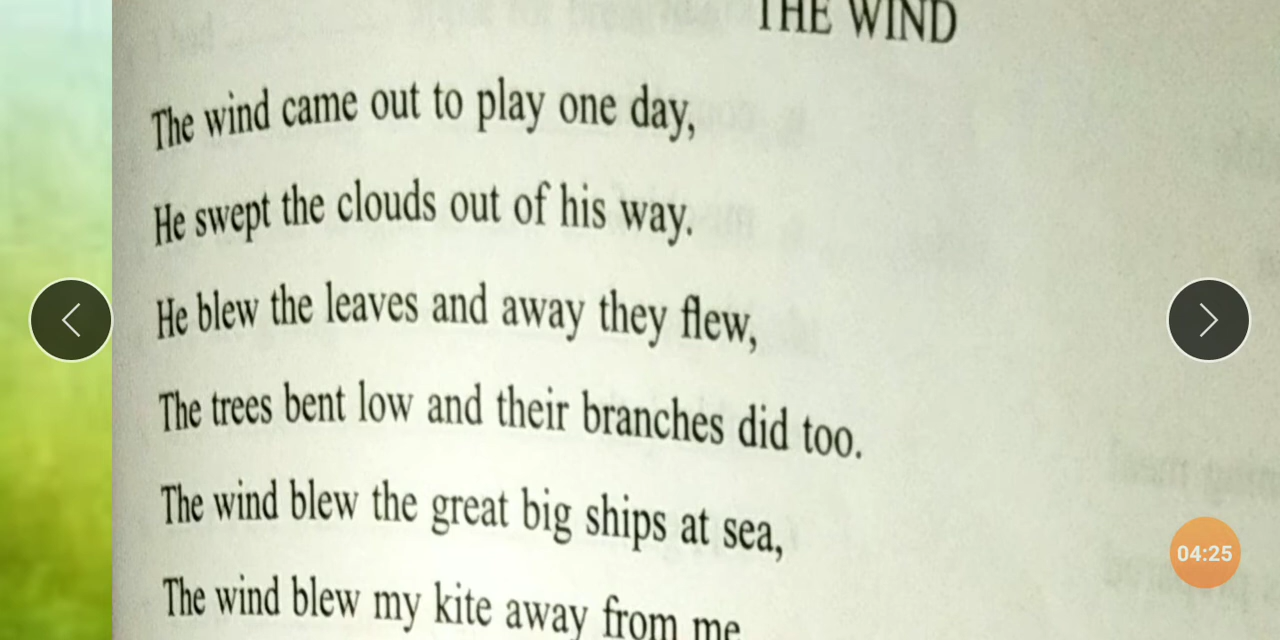 THE WIND
The wind came out to play one day,
He swept the clouds out of his way.
He blew the leaves and away they flew,
The trees bent low and their branches did too.
The wind blew the great big ships at sea,
The wind blew my kite away from me
04:25